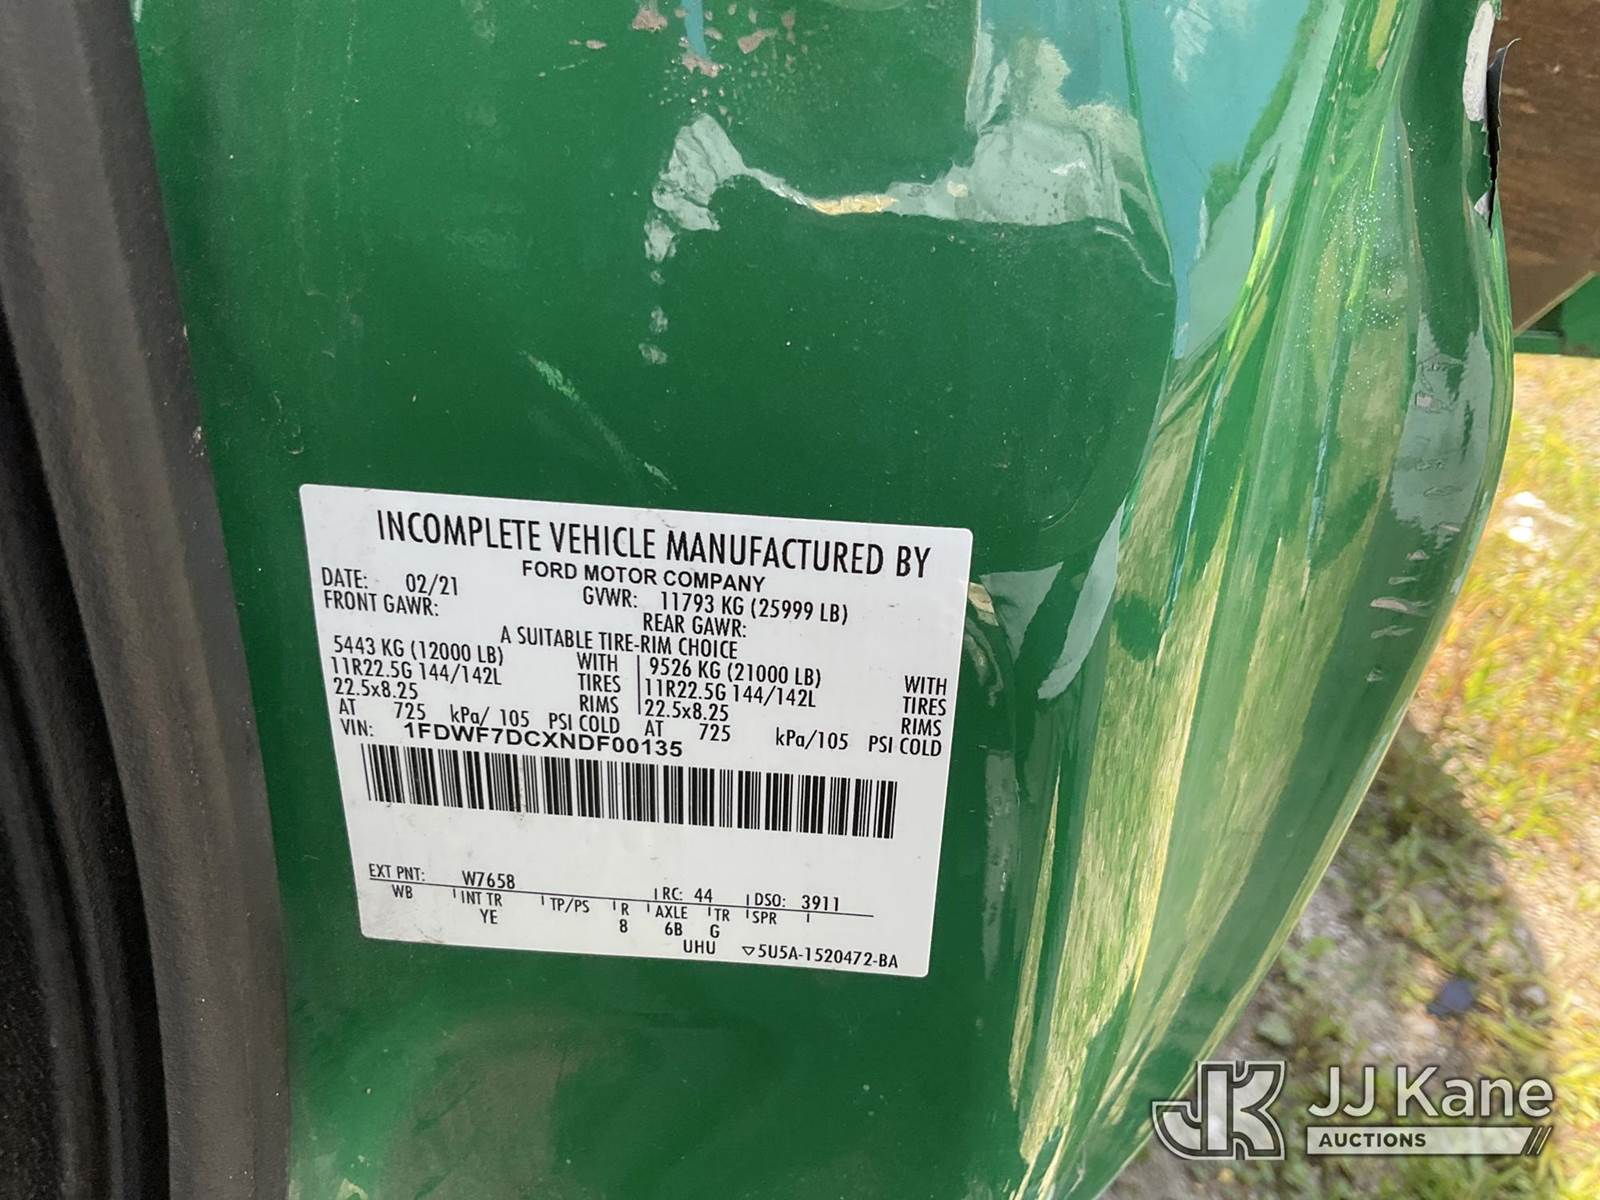 INCOMPLETE VEHICLE MANUFACTURED BY
FORD MOTOR COMPANY
DATE: 02/21 GVWR: 11793 KG (25999 LB)
FRONT GAWR: REAR GAWR:
A SUITABLE TIRE-RIM CHOICE
5443 KG (12000 LB) WITH 9526 KG (21000 LB) WITH
11R22.5G 144/142L TIRES 11R22.5G 144/142L TIRES
22.5x8.25 RIMS 22.5x8.25 RIMS
AT 725 kPa/ 105 PSI COLD AT 725 kPa/105 PSI COLD
VIN: 1FDWF7DCXNDF00135
EXT PNT: W7658 RC: 44 DSO: 3911
WB INT TR TP/PS R AXLE TR SPR
YE 8 6B G
UHU ▽5U5A-1520472-BA
JK JJ Kane
AUCTIONS